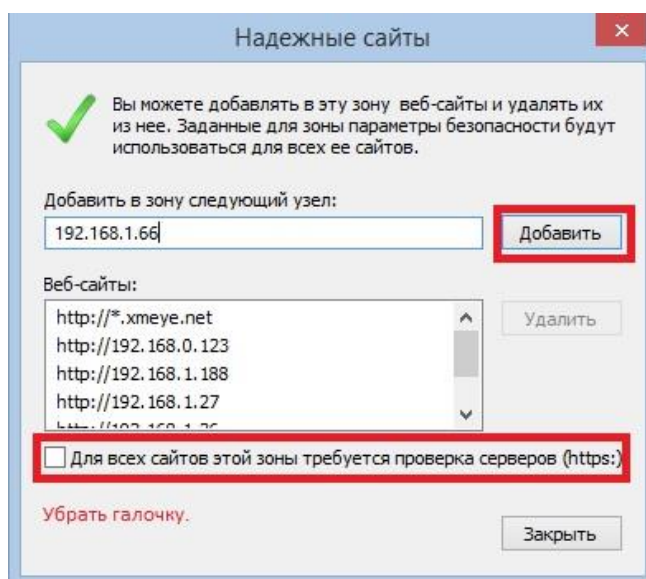 Надежные сайты
Вы можете добавлять в эту зону веб-сайты и удалять их
из нее. Заданные для зоны параметры безопасности будут
использоваться для всех ее сайтов.
Добавить в зону следующий узел:
192.168.1.66
Добавить
Веб-сайты:
http://*.xmeye.net
Удалить
http://192.168.0.123
http://192.168.1.188
http://192.168.1.27
Для всех сайтов этой зоны требуется проверка серверов (https:)
Убрать галочку.
Закрыть